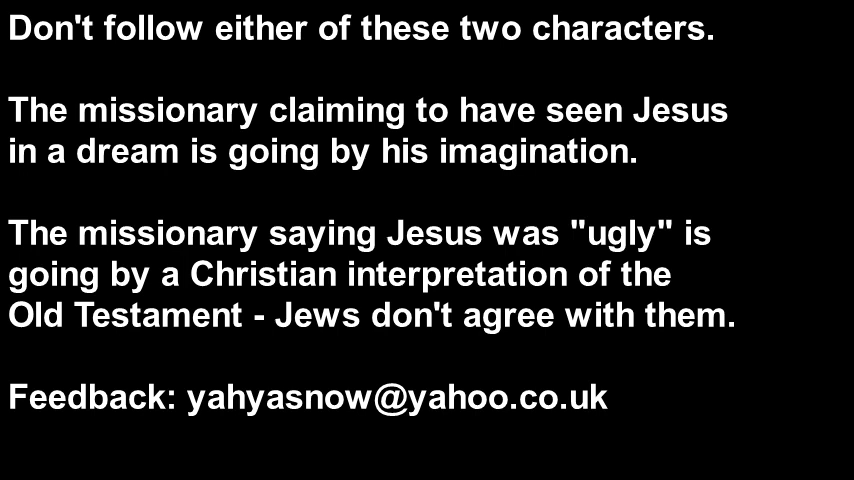 Don't follow either of these two characters.
The missionary claiming to have seen Jesus
in a dream is going by his imagination.
The missionary saying Jesus was "ugly" is
going by a Christian interpretation of the
Old Testament - Jews don't agree with them.
Feedback: yahyasnow@yahoo.co.uk